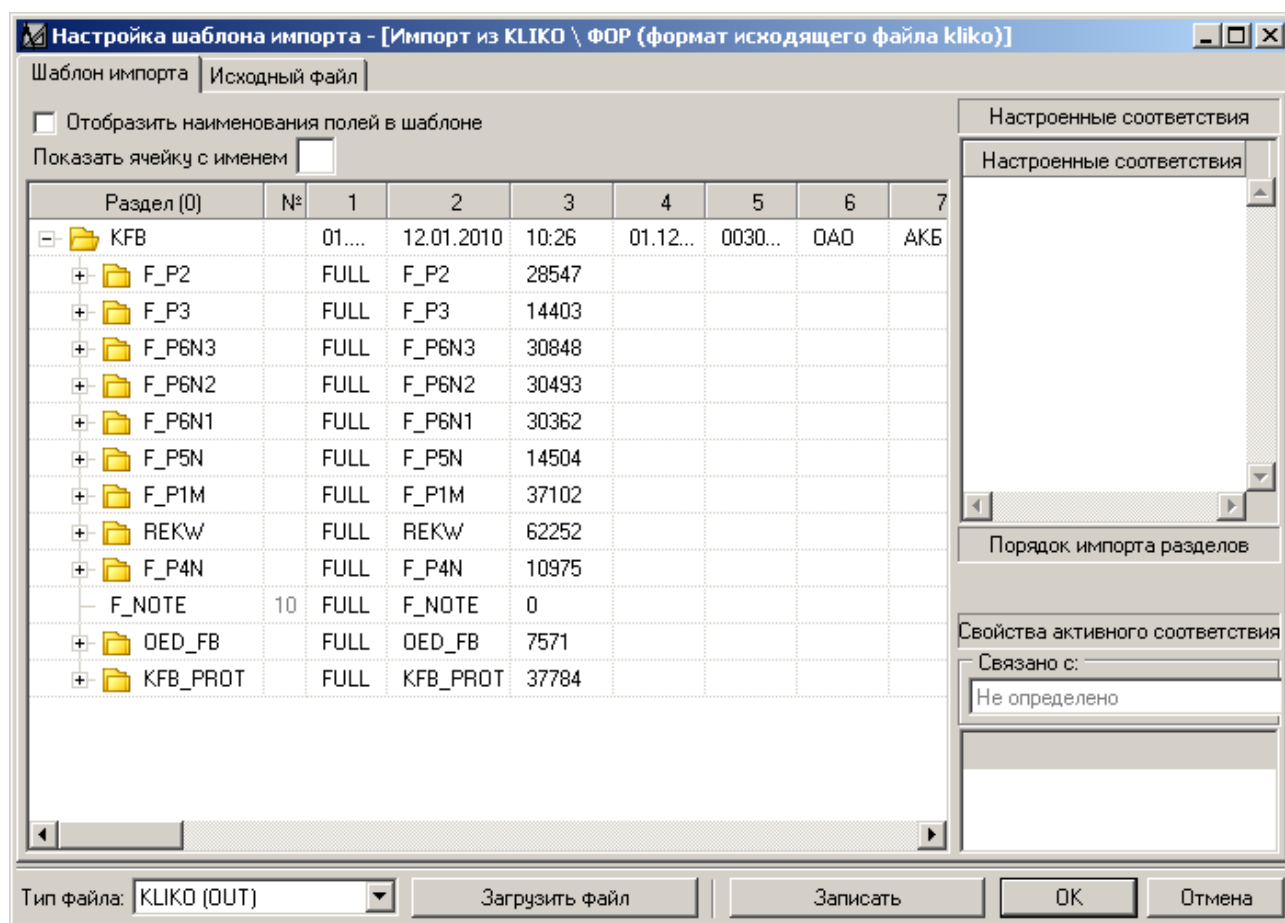 Настройка шаблона импорта - [Импорт из KLIKO \ ФОР (формат исходящего файла kliko)]
Шаблон импорта Исходный файл
Отобразить наименования полей в шаблоне
Показать ячейку с именем
Раздел (0) № 1 2 3 4 5 6 7
KFB 01.... 12.01.2010 10:26 01.12... 0030... ОАО АКБ
F_P2 FULL F_P2 28547
F_P3 FULL F_P3 14403
F_P6N3 FULL F_P6N3 30848
F_P6N2 FULL F_P6N2 30493
F_P6N1 FULL F_P6N1 30362
F_P5N FULL F_P5N 14504
F_P1M FULL F_P1M 37102
REKW FULL REKW 62252
F_P4N FULL F_P4N 10975
F_NOTE 10 FULL F_NOTE 0
OED_FB FULL OED_FB 7571
KFB_PROT FULL KFB_PROT 37784
Настроенные соответствия
Настроенные соответствия
Порядок импорта разделов
Свойства активного соответствия
Связано с:
Не определено
Тип файла: KLIKO (OUT) Загрузить файл Записать OK Отмена